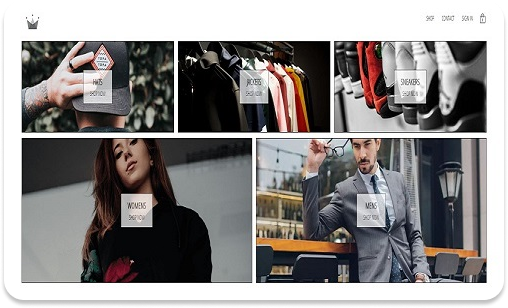 SHOP CONTACT SIGN IN
HATS
SHOP NOW
JACKETS
SHOP NOW
SNEAKERS
SHOP NOW
WOMENS
SHOP NOW
MENS
SHOP NOW